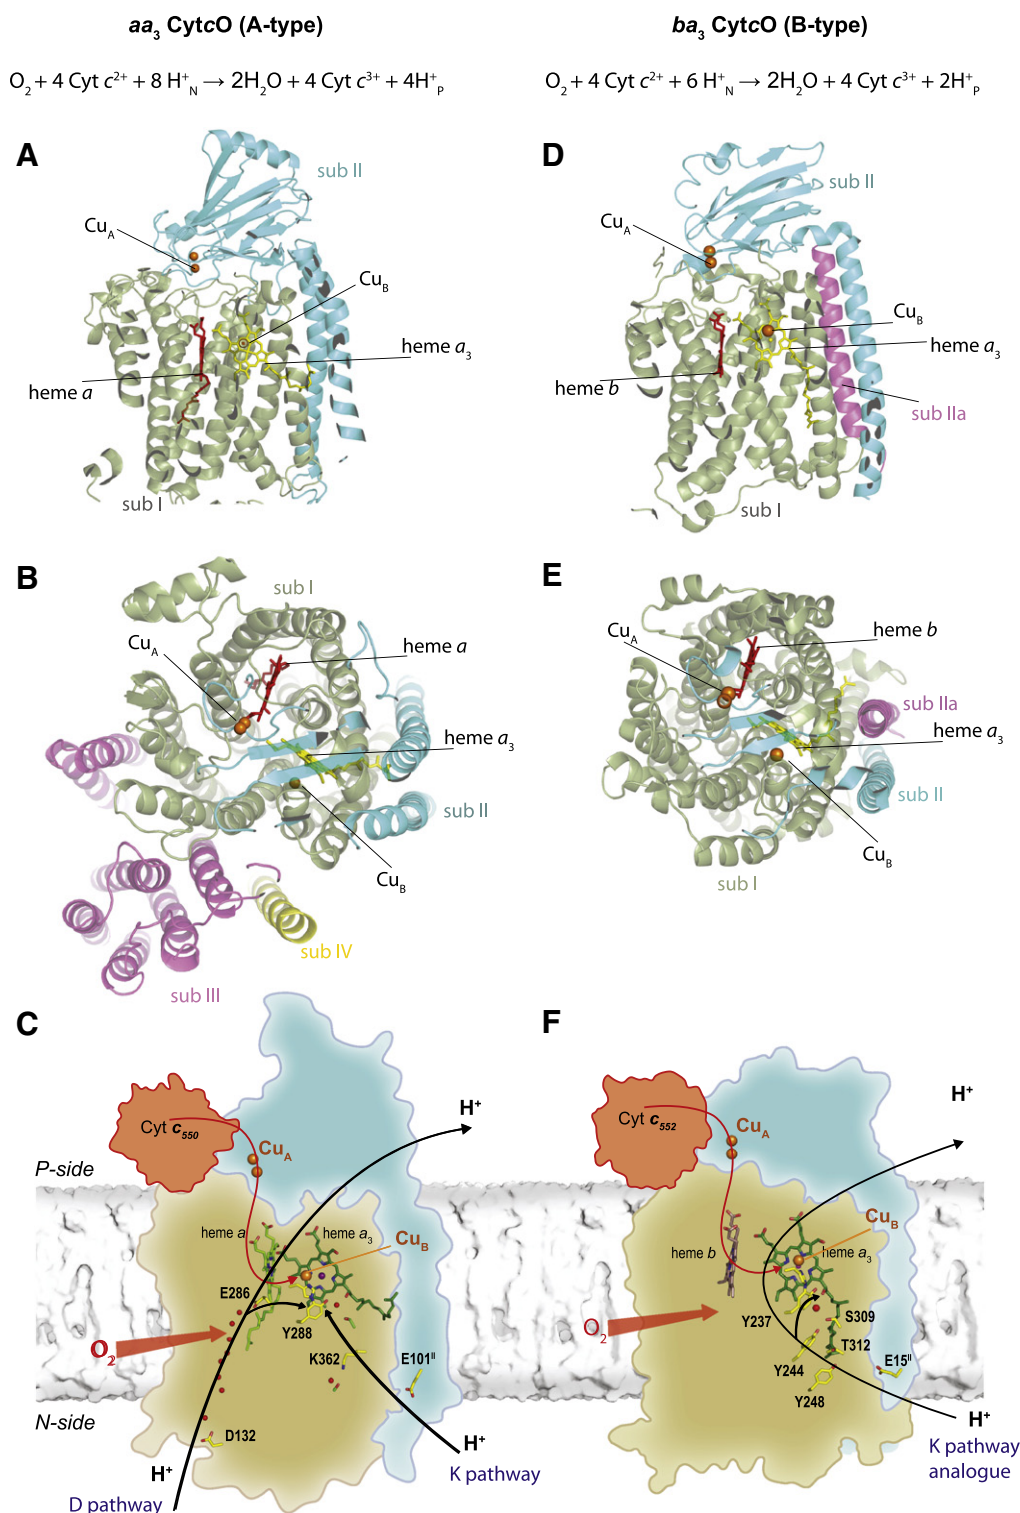 aa3 CytcO (A-type)
O2 + 4 Cyt c2+ + 8 H+N → 2H2O + 4 Cyt c3+ + 4H+P
A
sub II
CuA
CuB
heme a3
heme a
sub I
B
sub I
CuA
heme a
heme a3
sub II
CuB
sub IV
sub III
C
Cyt c550
H+
CuA
P-side
heme a
heme a3
CuB
E286
Y288
O2
K362
E101II
N-side
D132
H+
H+
K pathway
D pathway
ba3 CytcO (B-type)
O2 + 4 Cyt c2+ + 6 H+N → 2H2O + 4 Cyt c3+ + 2H+P
D
sub II
CuA
CuB
heme a3
heme b
sub IIa
sub I
E
CuA
heme b
sub IIa
heme a3
sub II
CuB
sub I
F
H+
Cyt c552
CuA
CuB
heme b
heme a3
O2
Y237
S309
T312
Y244
E15II
Y248
H+
K pathway
analogue